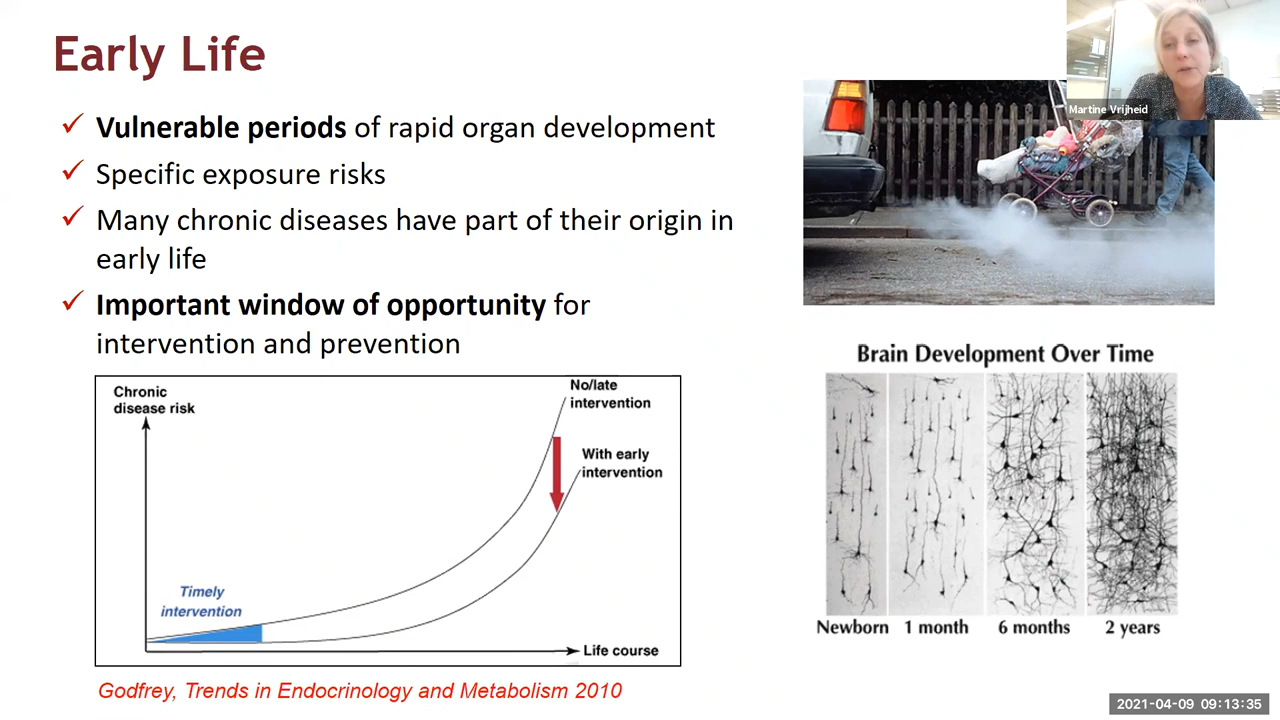 Early Life
✓ Vulnerable periods of rapid organ development
✓ Specific exposure risks
✓ Many chronic diseases have part of their origin in
early life
✓ Important window of opportunity for
intervention and prevention
Chronic
disease risk
No/late
intervention
With early
intervention
Timely
intervention
Life course
Godfrey, Trends in Endocrinology and Metabolism 2010
Martine Vrijheid
Brain Development Over Time
Newborn 1 month 6 months 2 years
2021-04-09 09:13:35